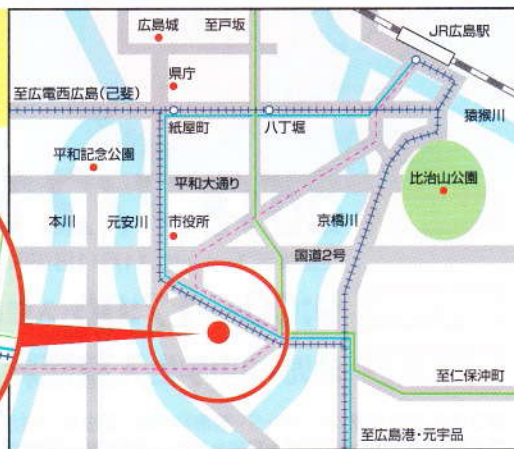 広島城
至戸坂
JR広島駅
県庁
至広電西広島(己斐)
猿猴川
紙屋町
八丁堀
平和記念公園
平和大通り
比治山公園
本川
元安川
市役所
京橋川
国道2号
至仁保沖町
至広島港・元宇品